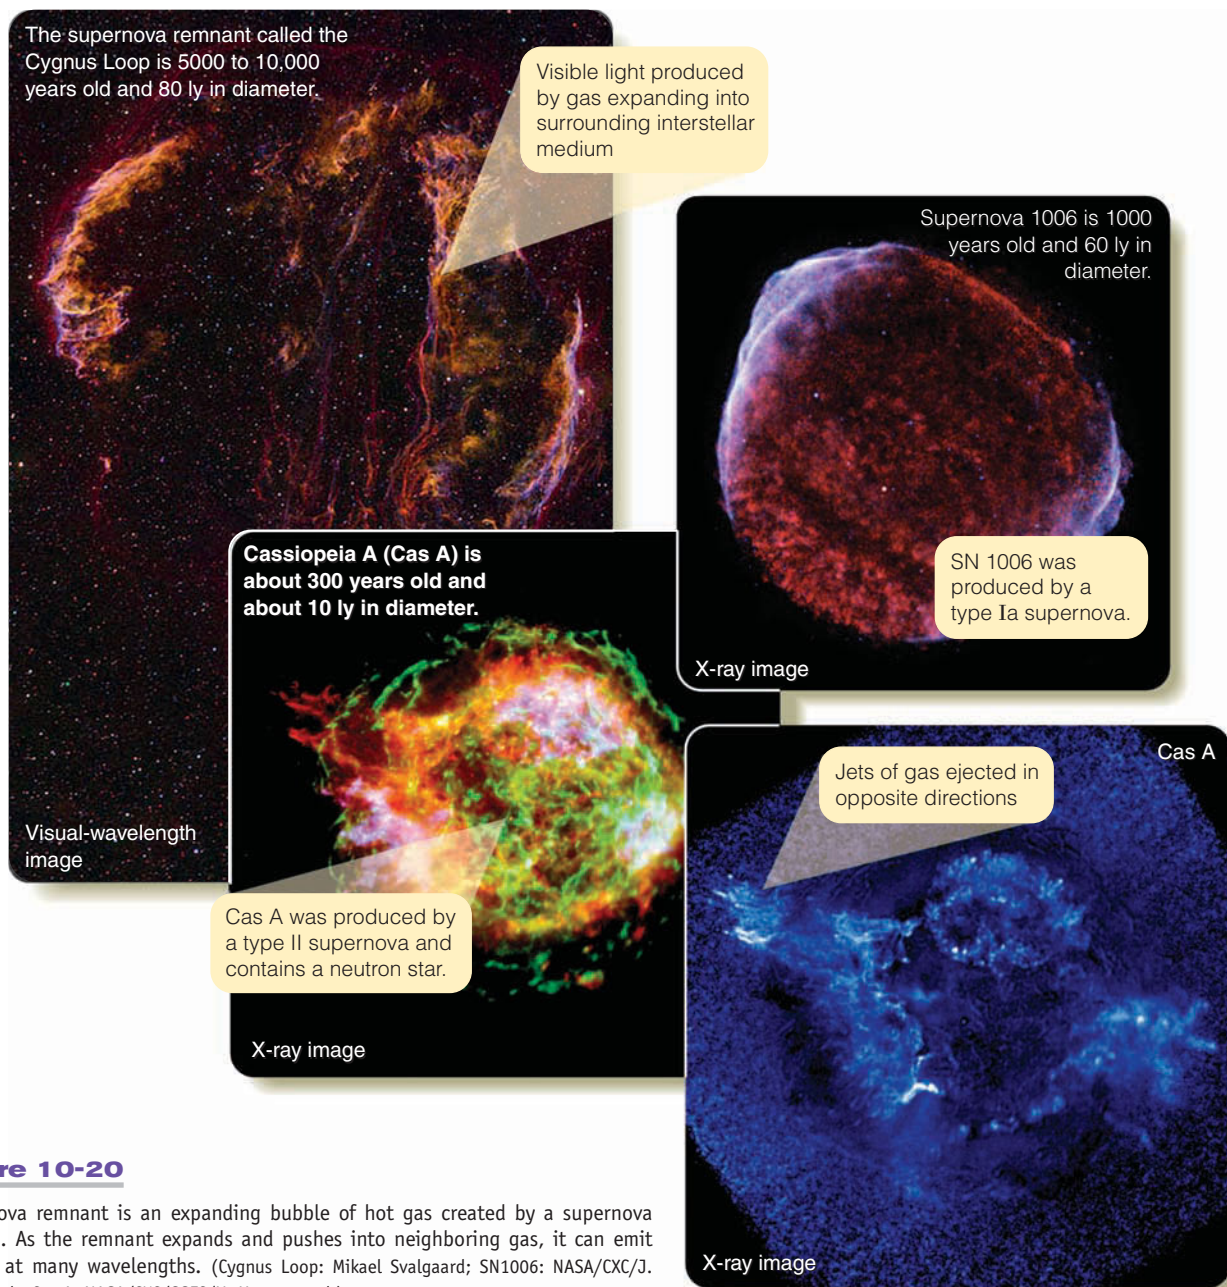 The supernova remnant called the
Cygnus Loop is 5000 to 10,000
years old and 80 ly in diameter.
Visible light produced
by gas expanding into
surrounding interstellar
medium
Supernova 1006 is 1000
years old and 60 ly in
diameter.
SN 1006 was
produced by a
type Ia supernova.
X-ray image
Cassiopeia A (Cas A) is
about 300 years old and
about 10 ly in diameter.
Visual-wavelength
image
Cas A was produced by
a type II supernova and
contains a neutron star.
X-ray image
Cas A
Jets of gas ejected in
opposite directions
X-ray image
re 10-20
ova remnant is an expanding bubble of hot gas created by a supernova
. As the remnant expands and pushes into neighboring gas, it can emit
at many wavelengths. (Cygnus Loop: Mikael Svalgaard; SN1006: NASA/CXC/J.